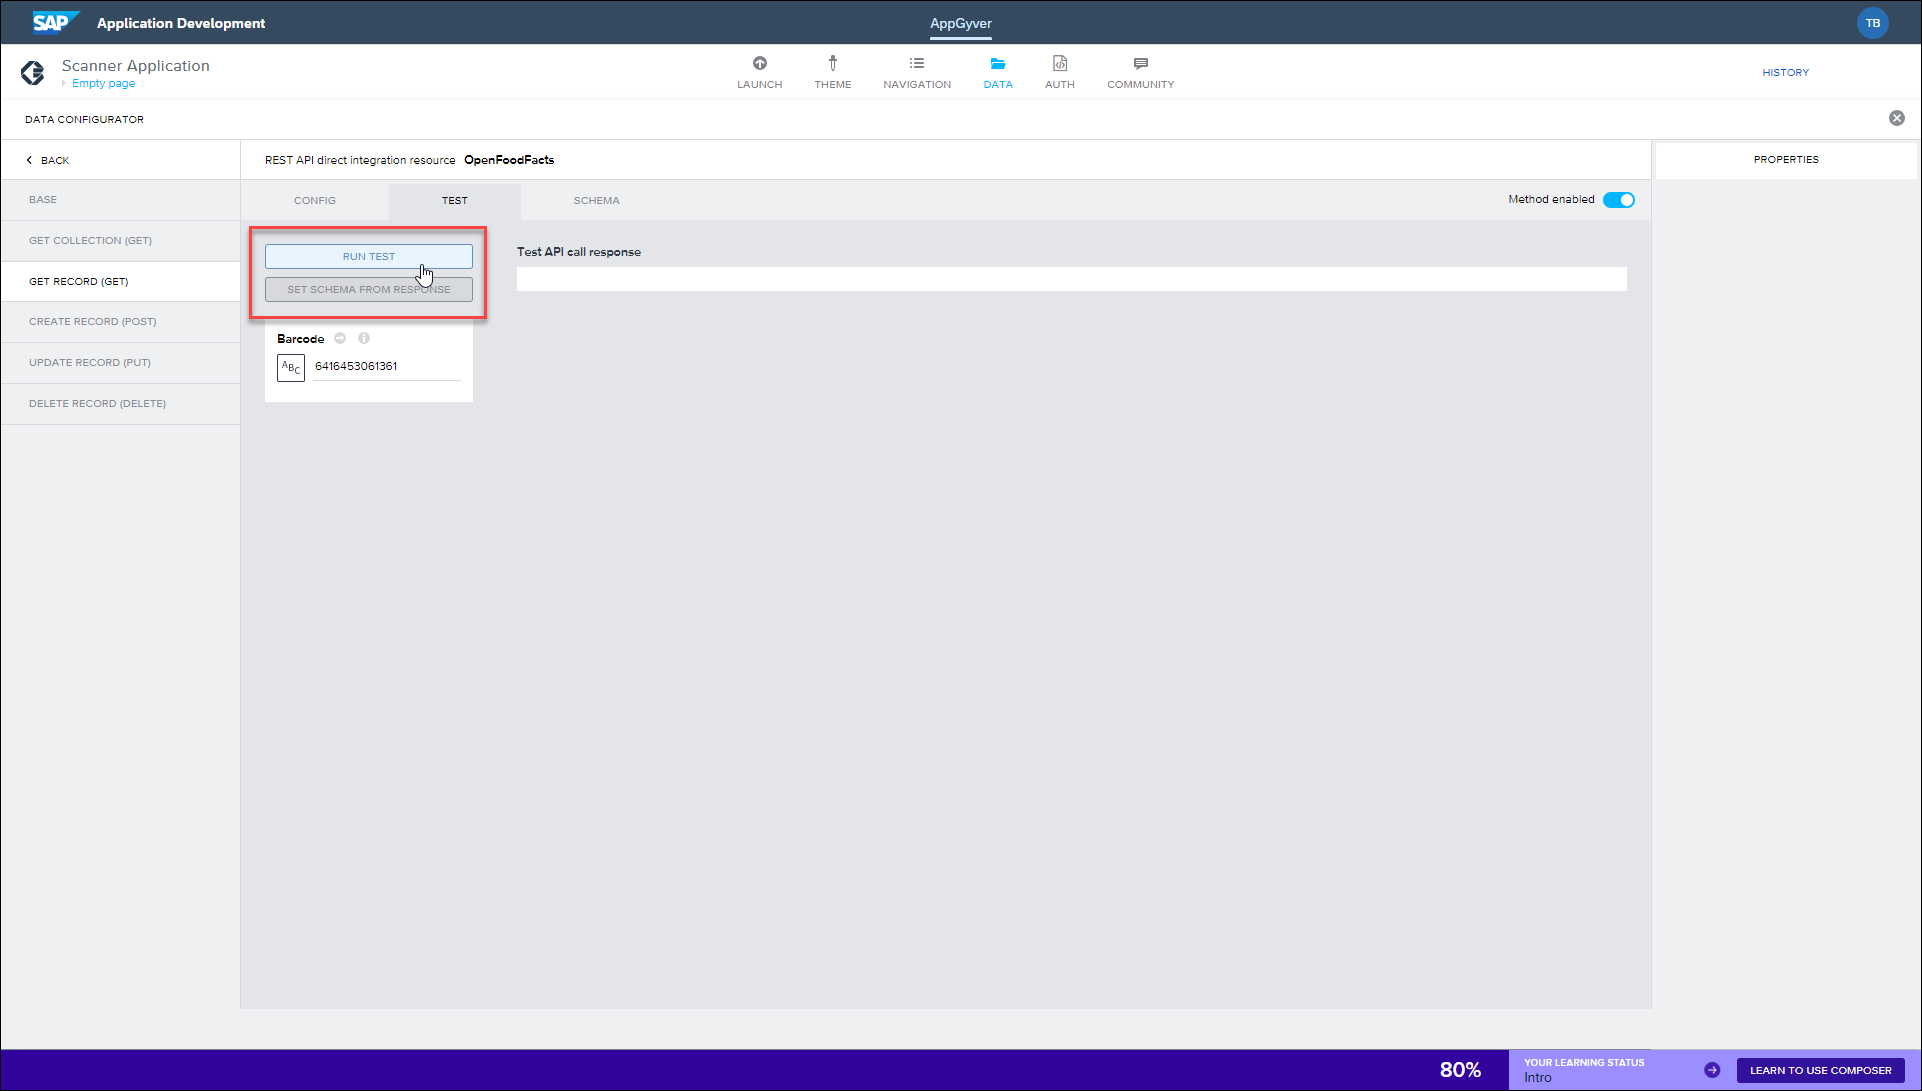 SAP Application Development
AppGyver
TB
Scanner Application
Empty page
LAUNCH
THEME
NAVIGATION
DATA
AUTH
COMMUNITY
HISTORY
DATA CONFIGURATOR
BACK
REST API direct integration resource OpenFoodFacts
PROPERTIES
BASE
CONFIG
TEST
SCHEMA
Method enabled
GET COLLECTION (GET)
GET RECORD (GET)
CREATE RECORD (POST)
UPDATE RECORD (PUT)
DELETE RECORD (DELETE)
RUN TEST
SET SCHEMA FROM RESPONSE
Test API call response
Barcode
ABC 6416453061361
80%
YOUR LEARNING STATUS
Intro
LEARN TO USE COMPOSER